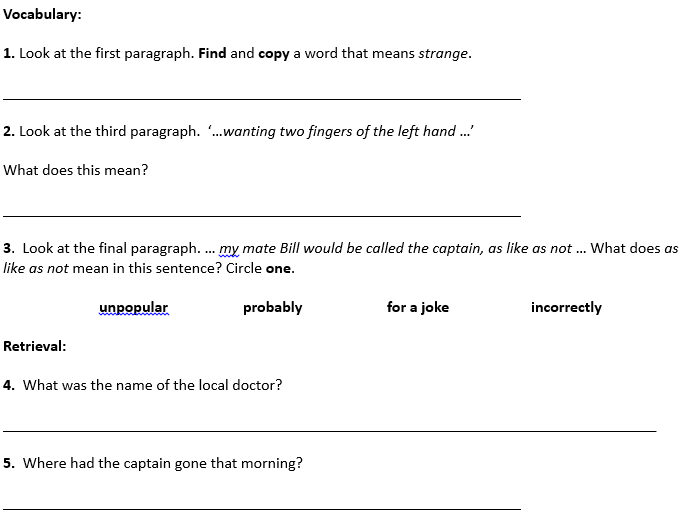 Vocabulary:
1. Look at the first paragraph. Find and copy a word that means strange.
2. Look at the third paragraph. ‘…wanting two fingers of the left hand …’
What does this mean?
3. Look at the final paragraph. … my mate Bill would be called the captain, as like as not … What does as
like as not mean in this sentence? Circle one.
unpopular probably for a joke incorrectly
Retrieval:
4. What was the name of the local doctor?
5. Where had the captain gone that morning?